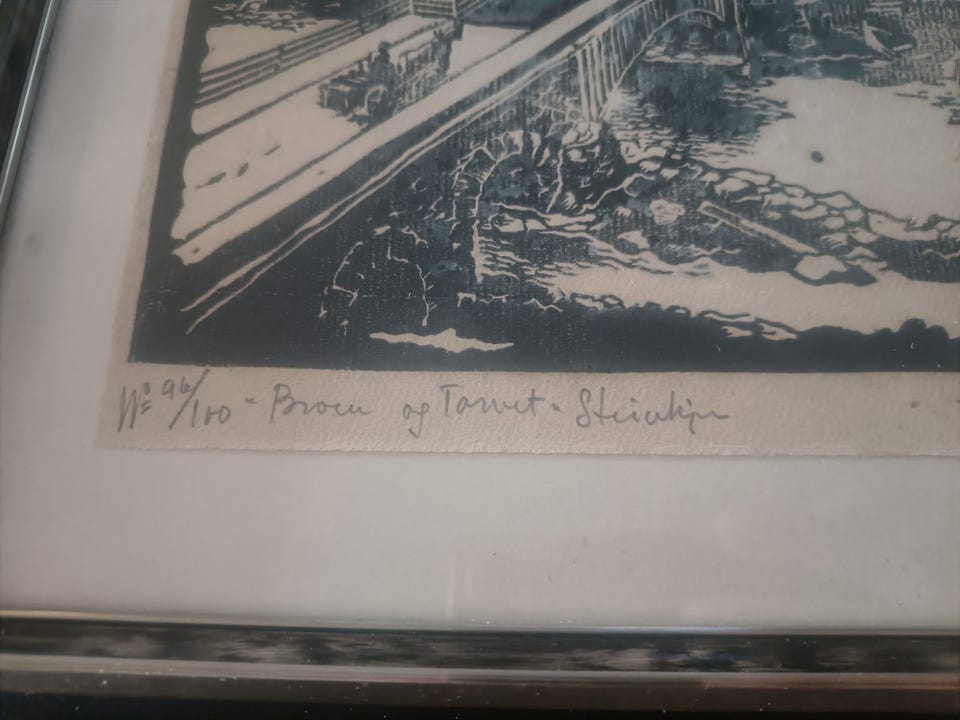 № 96/100 "Broen og Torvet" Steinkjer